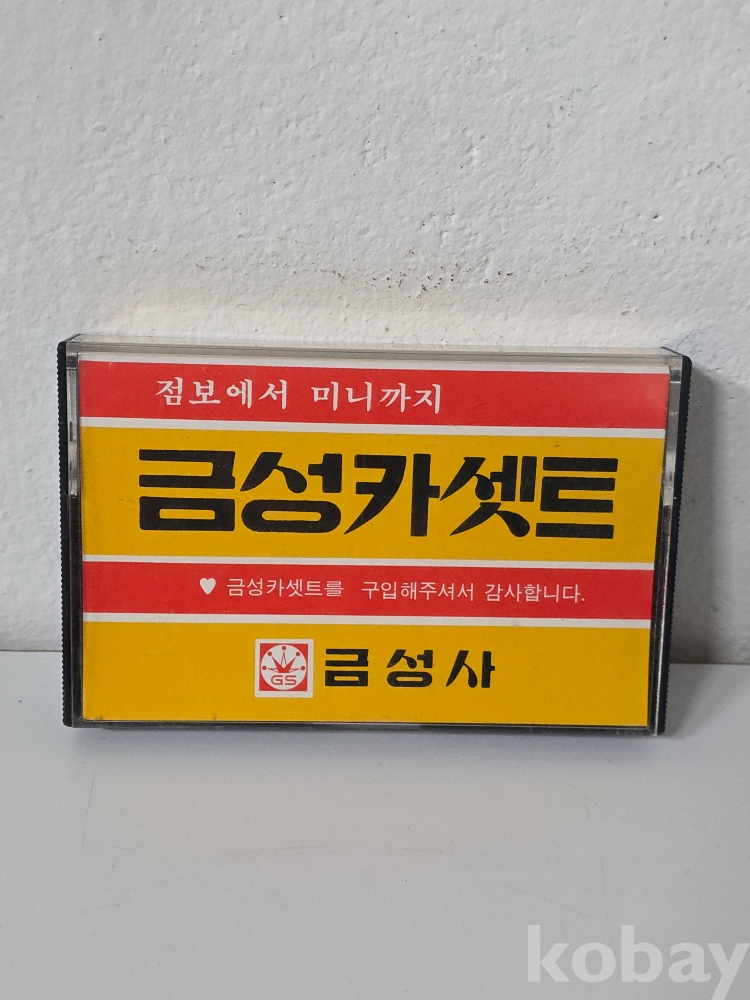 점보에서 미니까지
금성카셋트
♥ 금성카셋트를 구입해주셔서 감사합니다.
GS 금성사
kobay